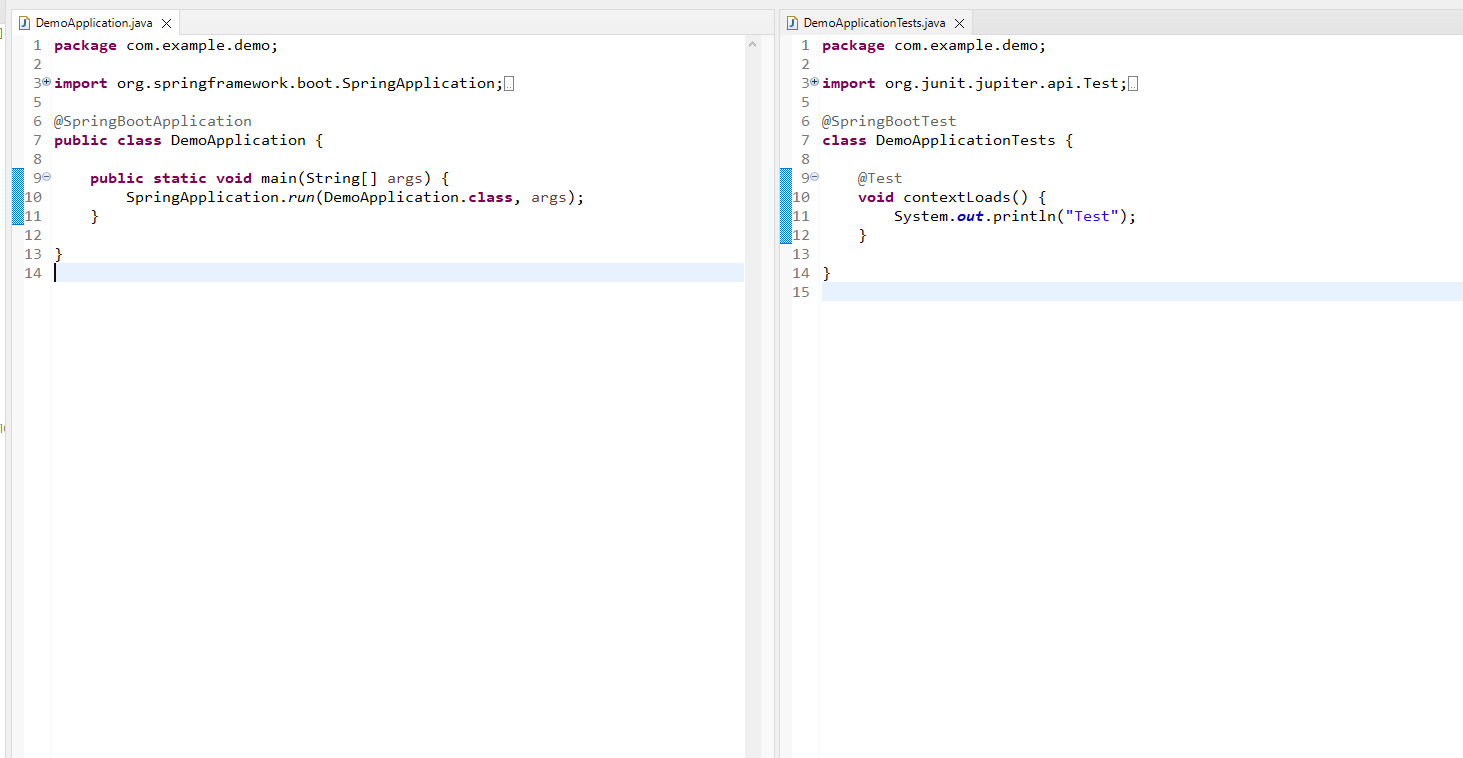 DemoApplication.java
1 package com.example.demo;
2
3 import org.springframework.boot.SpringApplication;
5
6 @SpringBootApplication
7 public class DemoApplication {
8
9 public static void main(String[] args) {
10 SpringApplication.run(DemoApplication.class, args);
11 }
12
13 }
14
DemoApplicationTests.java
1 package com.example.demo;
2
3 import org.junit.jupiter.api.Test;
5
6 @SpringBootTest
7 class DemoApplicationTests {
8
9 @Test
10 void contextLoads() {
11 System.out.println("Test");
12 }
13
14 }
15